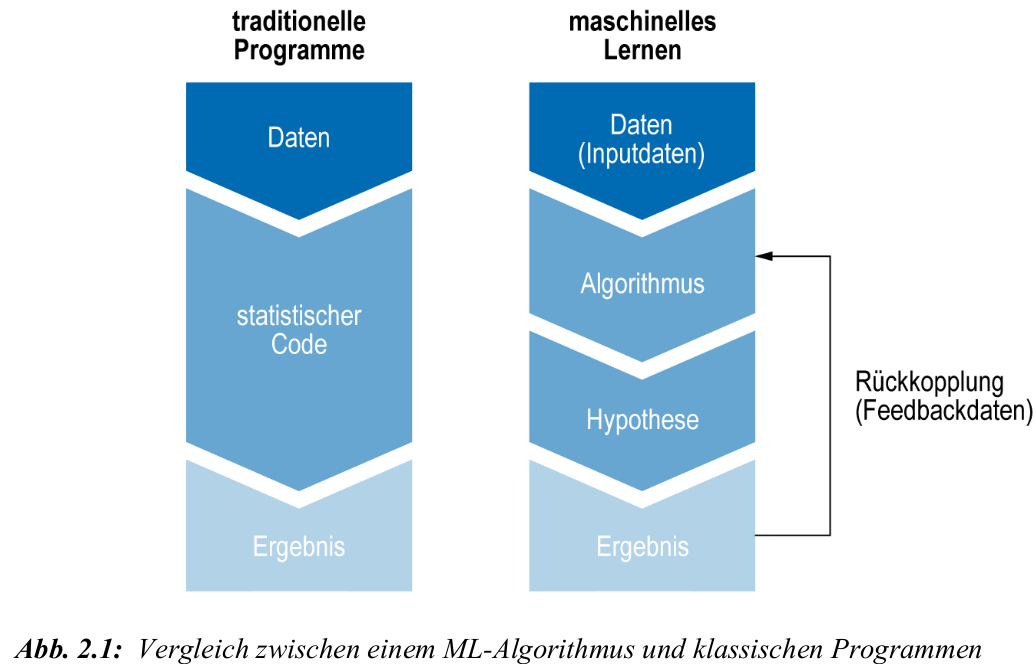 traditionelle
Programme
Daten
statistischer
Code
Ergebnis
maschinelles
Lernen
Daten
(Inputdaten)
Algorithmus
Hypothese
Ergebnis
Rückkopplung
(Feedbackdaten)
Abb. 2.1: Vergleich zwischen einem ML-Algorithmus und klassischen Programmen